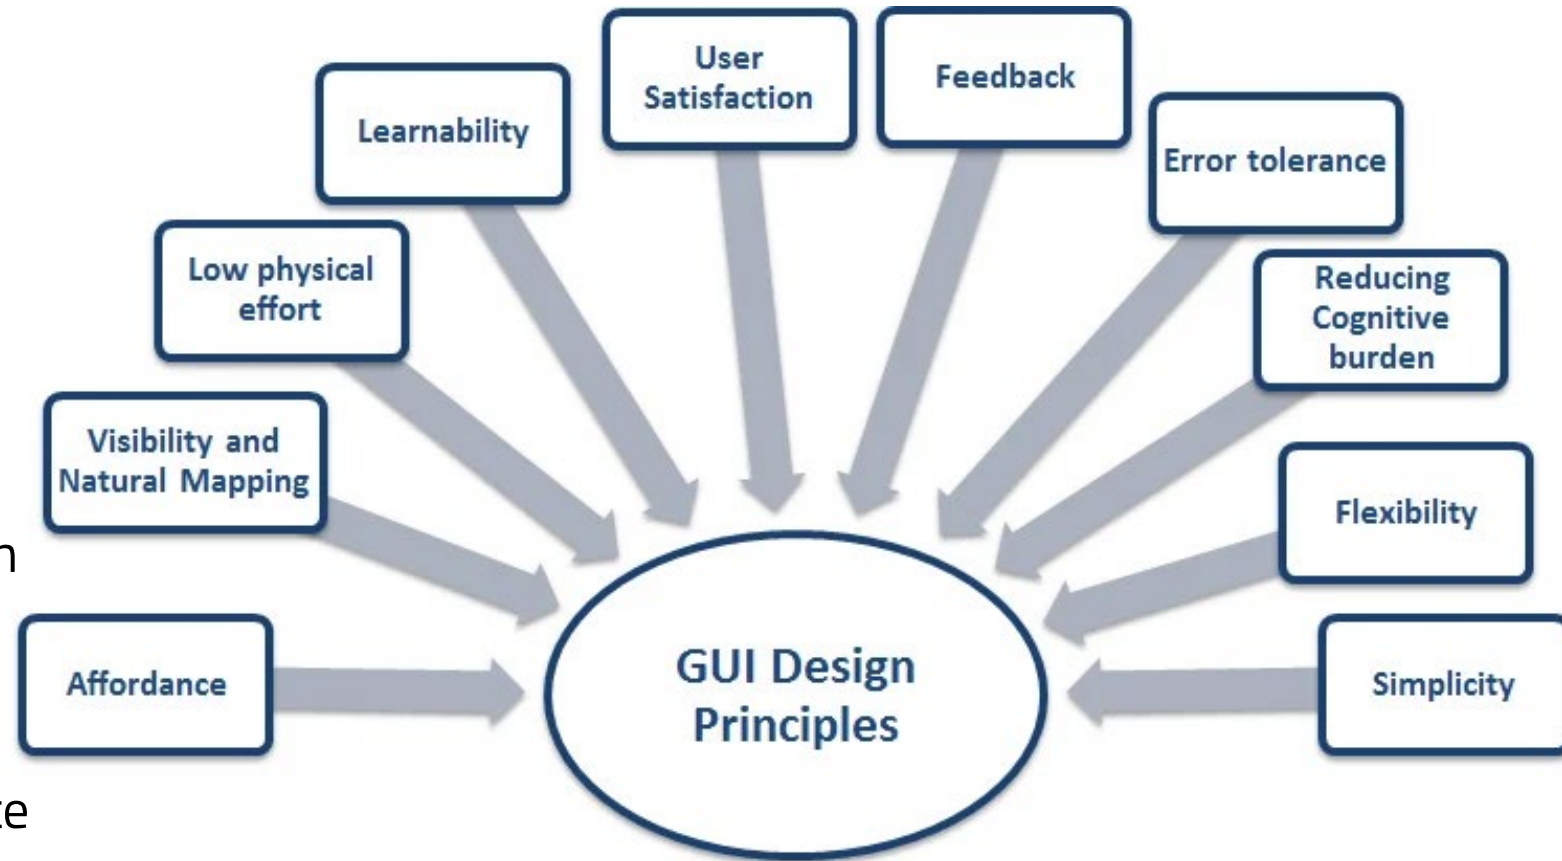 User
Satisfaction
Feedback
Learnability
Error tolerance
Low physical
effort
Reducing
Cognitive
burden
Visibility and
Natural Mapping
Flexibility
Affordance
Simplicity
GUI Design
Principles